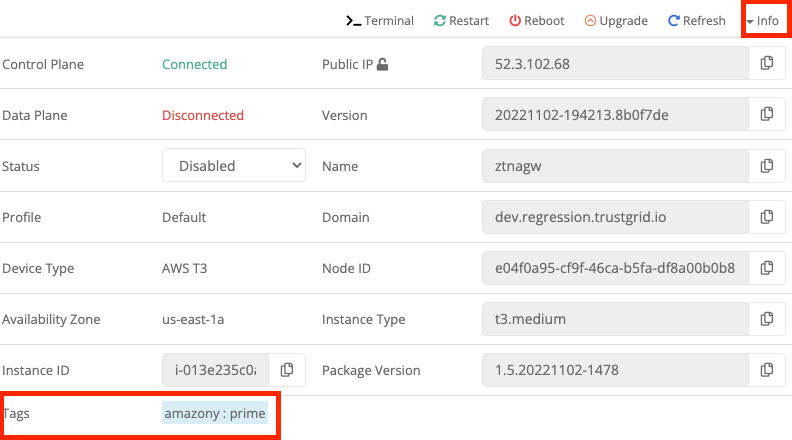 Terminal Restart Reboot Upgrade Refresh Info
Control Plane Connected Public IP 52.3.102.68
Data Plane Disconnected Version 20221102-194213.8b0f7de
Status Disabled Name ztnagw
Profile Default Domain dev.regression.trustgrid.io
Device Type AWS T3 Node ID e04f0a95-cf9f-46ca-b5fa-df8a00b0b8
Availability Zone us-east-1a Instance Type t3.medium
Instance ID i-013e235c0a Package Version 1.5.20221102-1478
Tags amazony : prime